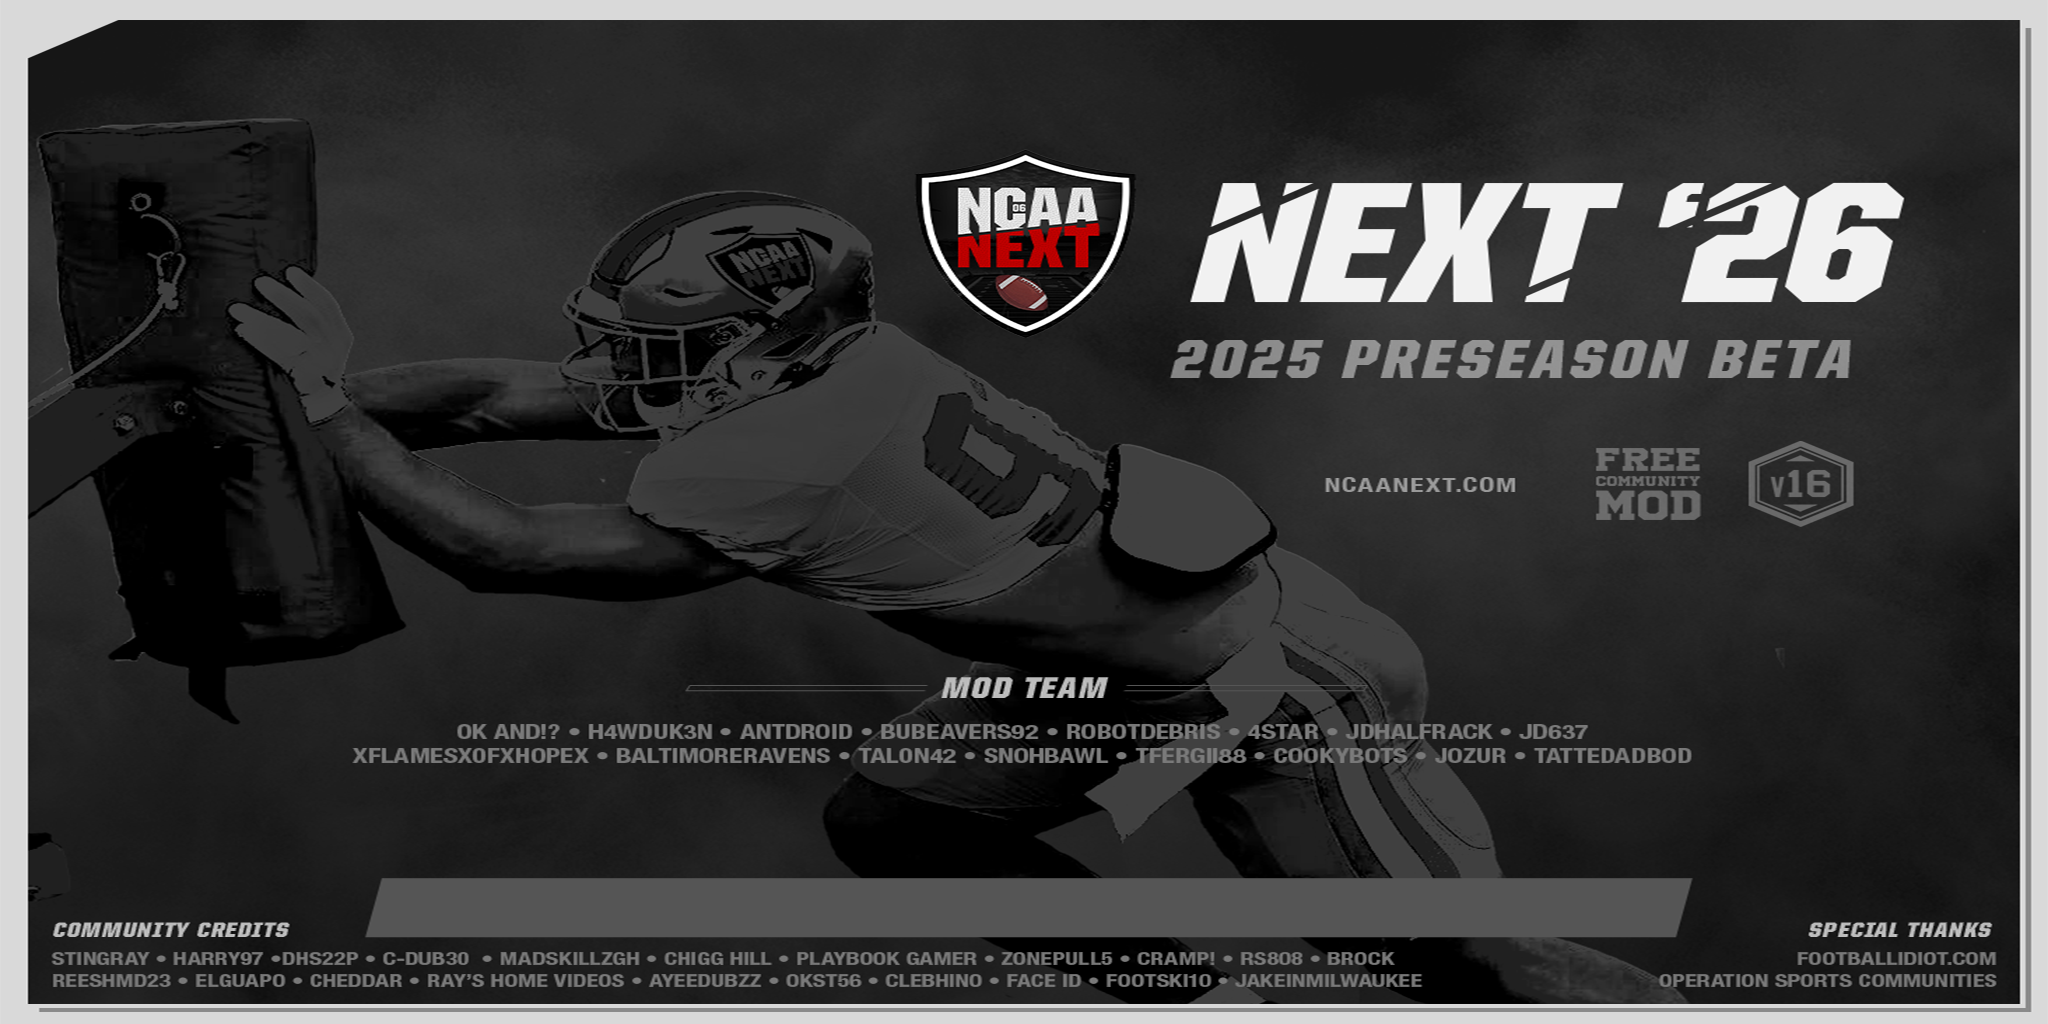 NCAA
06
NEXT
NEXT '26
NCAA
NEXT
2025 PRESEASON BETA
9
NCAANEXT.COM
FREE
COMMUNITY
MOD
v16
MOD TEAM
OK AND!? • H4WDUK3N • ANTDROID • BUBEAVERS92 • ROBOTDEBRIS • 4STAR • JDHALFRACK • JD637
XFLAMESX0FXHOPEX • BALTIMORERAVENS • TALON42 • SNOHBAWL • TFERGII88 • COOKYBOTS • JOZUR • TATTEDADBOD
COMMUNITY CREDITS
STINGRAY • HARRY97 •DHS22P • C-DUB30 • MADSKILLZGH • CHIGG HILL • PLAYBOOK GAMER • ZONEPULL5 • CRAMP! • RS808 • BROCK
REESHMD23 • ELGUAPO • CHEDDAR • RAY'S HOME VIDEOS • AYEEDUBZZ • OKST56 • CLEBHINO • FACE ID • FOOTSKI10 • JAKEINMILWAUKEE
SPECIAL THANKS
FOOTBALLIDIOT.COM
OPERATION SPORTS COMMUNITIES